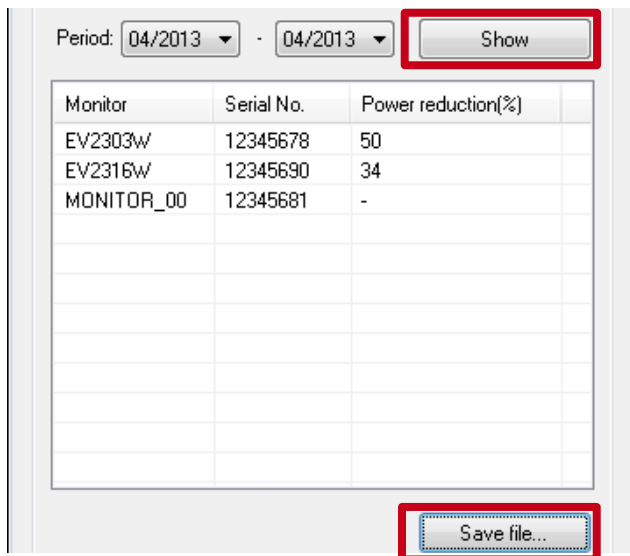 Period: 04/2013 - 04/2013 Show
Monitor Serial No. Power reduction(%)
EV2303W 12345678 50
EV2316W 12345690 34
MONITOR_00 12345681 -
Save file...